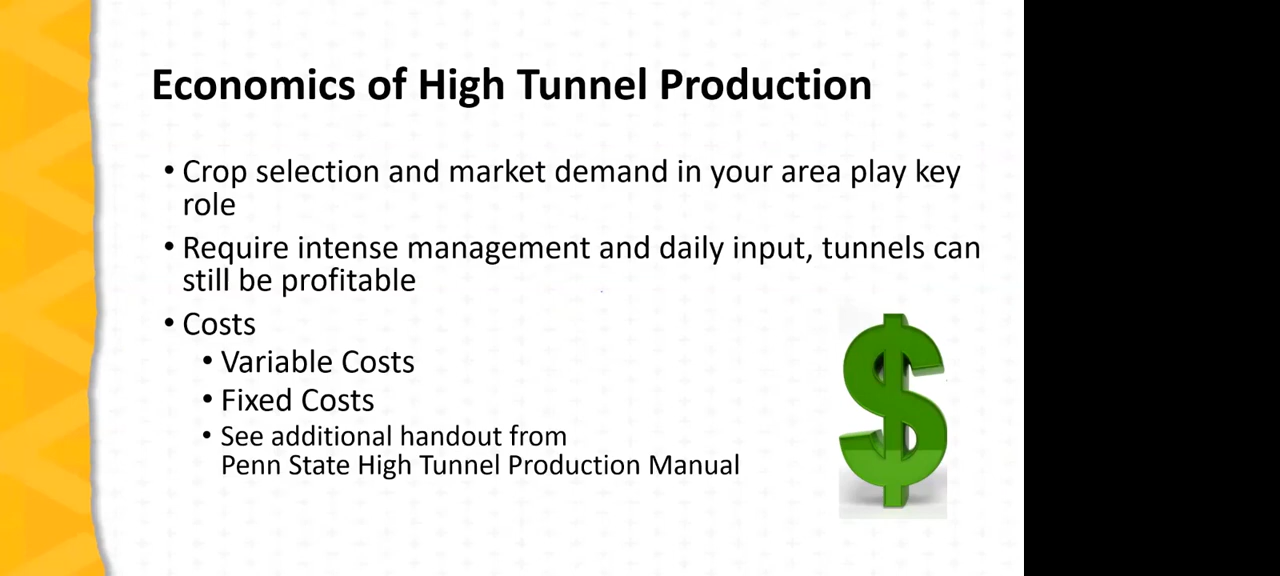 Economics of High Tunnel Production
• Crop selection and market demand in your area play key
role
• Require intense management and daily input, tunnels can
still be profitable
• Costs
• Variable Costs
• Fixed Costs
• See additional handout from
Penn State High Tunnel Production Manual